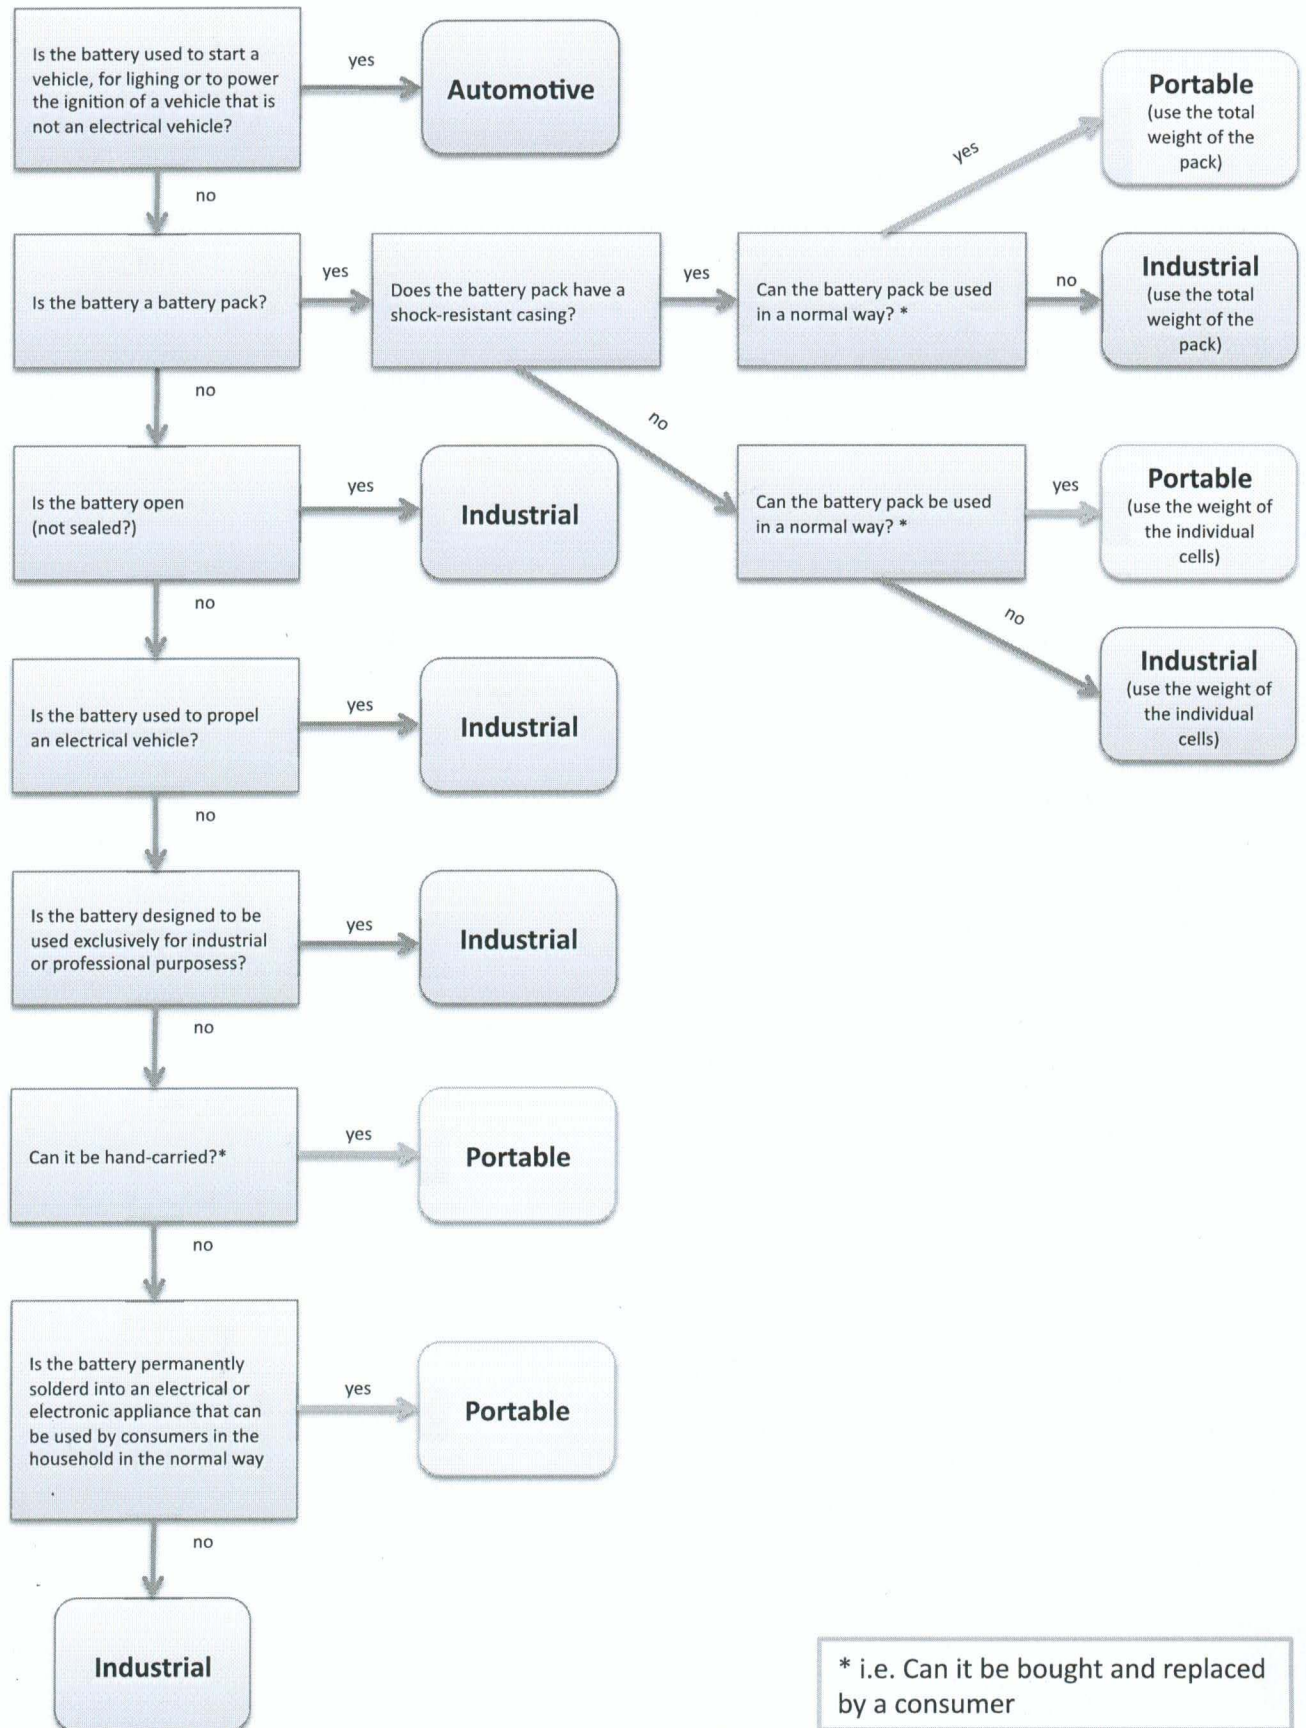 Is the battery used to start a
vehicle, for lighing or to power
the ignition of a vehicle that is
not an electrical vehicle?
yes
Automotive
no
Is the battery a battery pack?
yes
Does the battery pack have a
shock-resistant casing?
yes
Can the battery pack be used
in a normal way? *
yes
Portable
(use the total
weight of the
pack)
no
Industrial
(use the total
weight of the
pack)
no
Can the battery pack be used
in a normal way? *
yes
Portable
(use the weight of
the individual
cells)
no
Industrial
(use the weight of
the individual
cells)
no
Is the battery open
(not sealed?)
yes
Industrial
no
Is the battery used to propel
an electrical vehicle?
yes
Industrial
no
Is the battery designed to be
used exclusively for industrial
or professional purposess?
yes
Industrial
no
Can it be hand-carried?*
yes
Portable
no
Is the battery permanently
solderd into an electrical or
electronic appliance that can
be used by consumers in the
household in the normal way
yes
Portable
no
Industrial
* i.e. Can it be bought and replaced
by a consumer